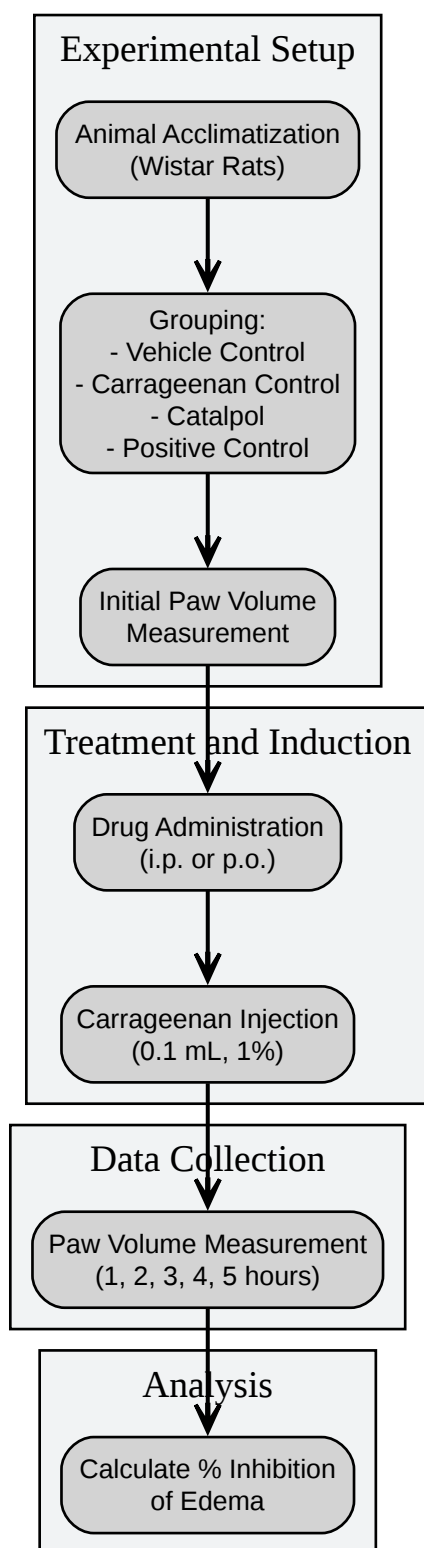 Experimental Setup
Animal Acclimatization
(Wistar Rats)
Grouping:
- Vehicle Control
- Carrageenan Control
- Catalpol
- Positive Control
Initial Paw Volume
Measurement
Treatment and Induction
Drug Administration
(i.p. or p.o.)
Carrageenan Injection
(0.1 mL, 1%)
Data Collection
Paw Volume Measurement
(1, 2, 3, 4, 5 hours)
Analysis
Calculate % Inhibition
of Edema